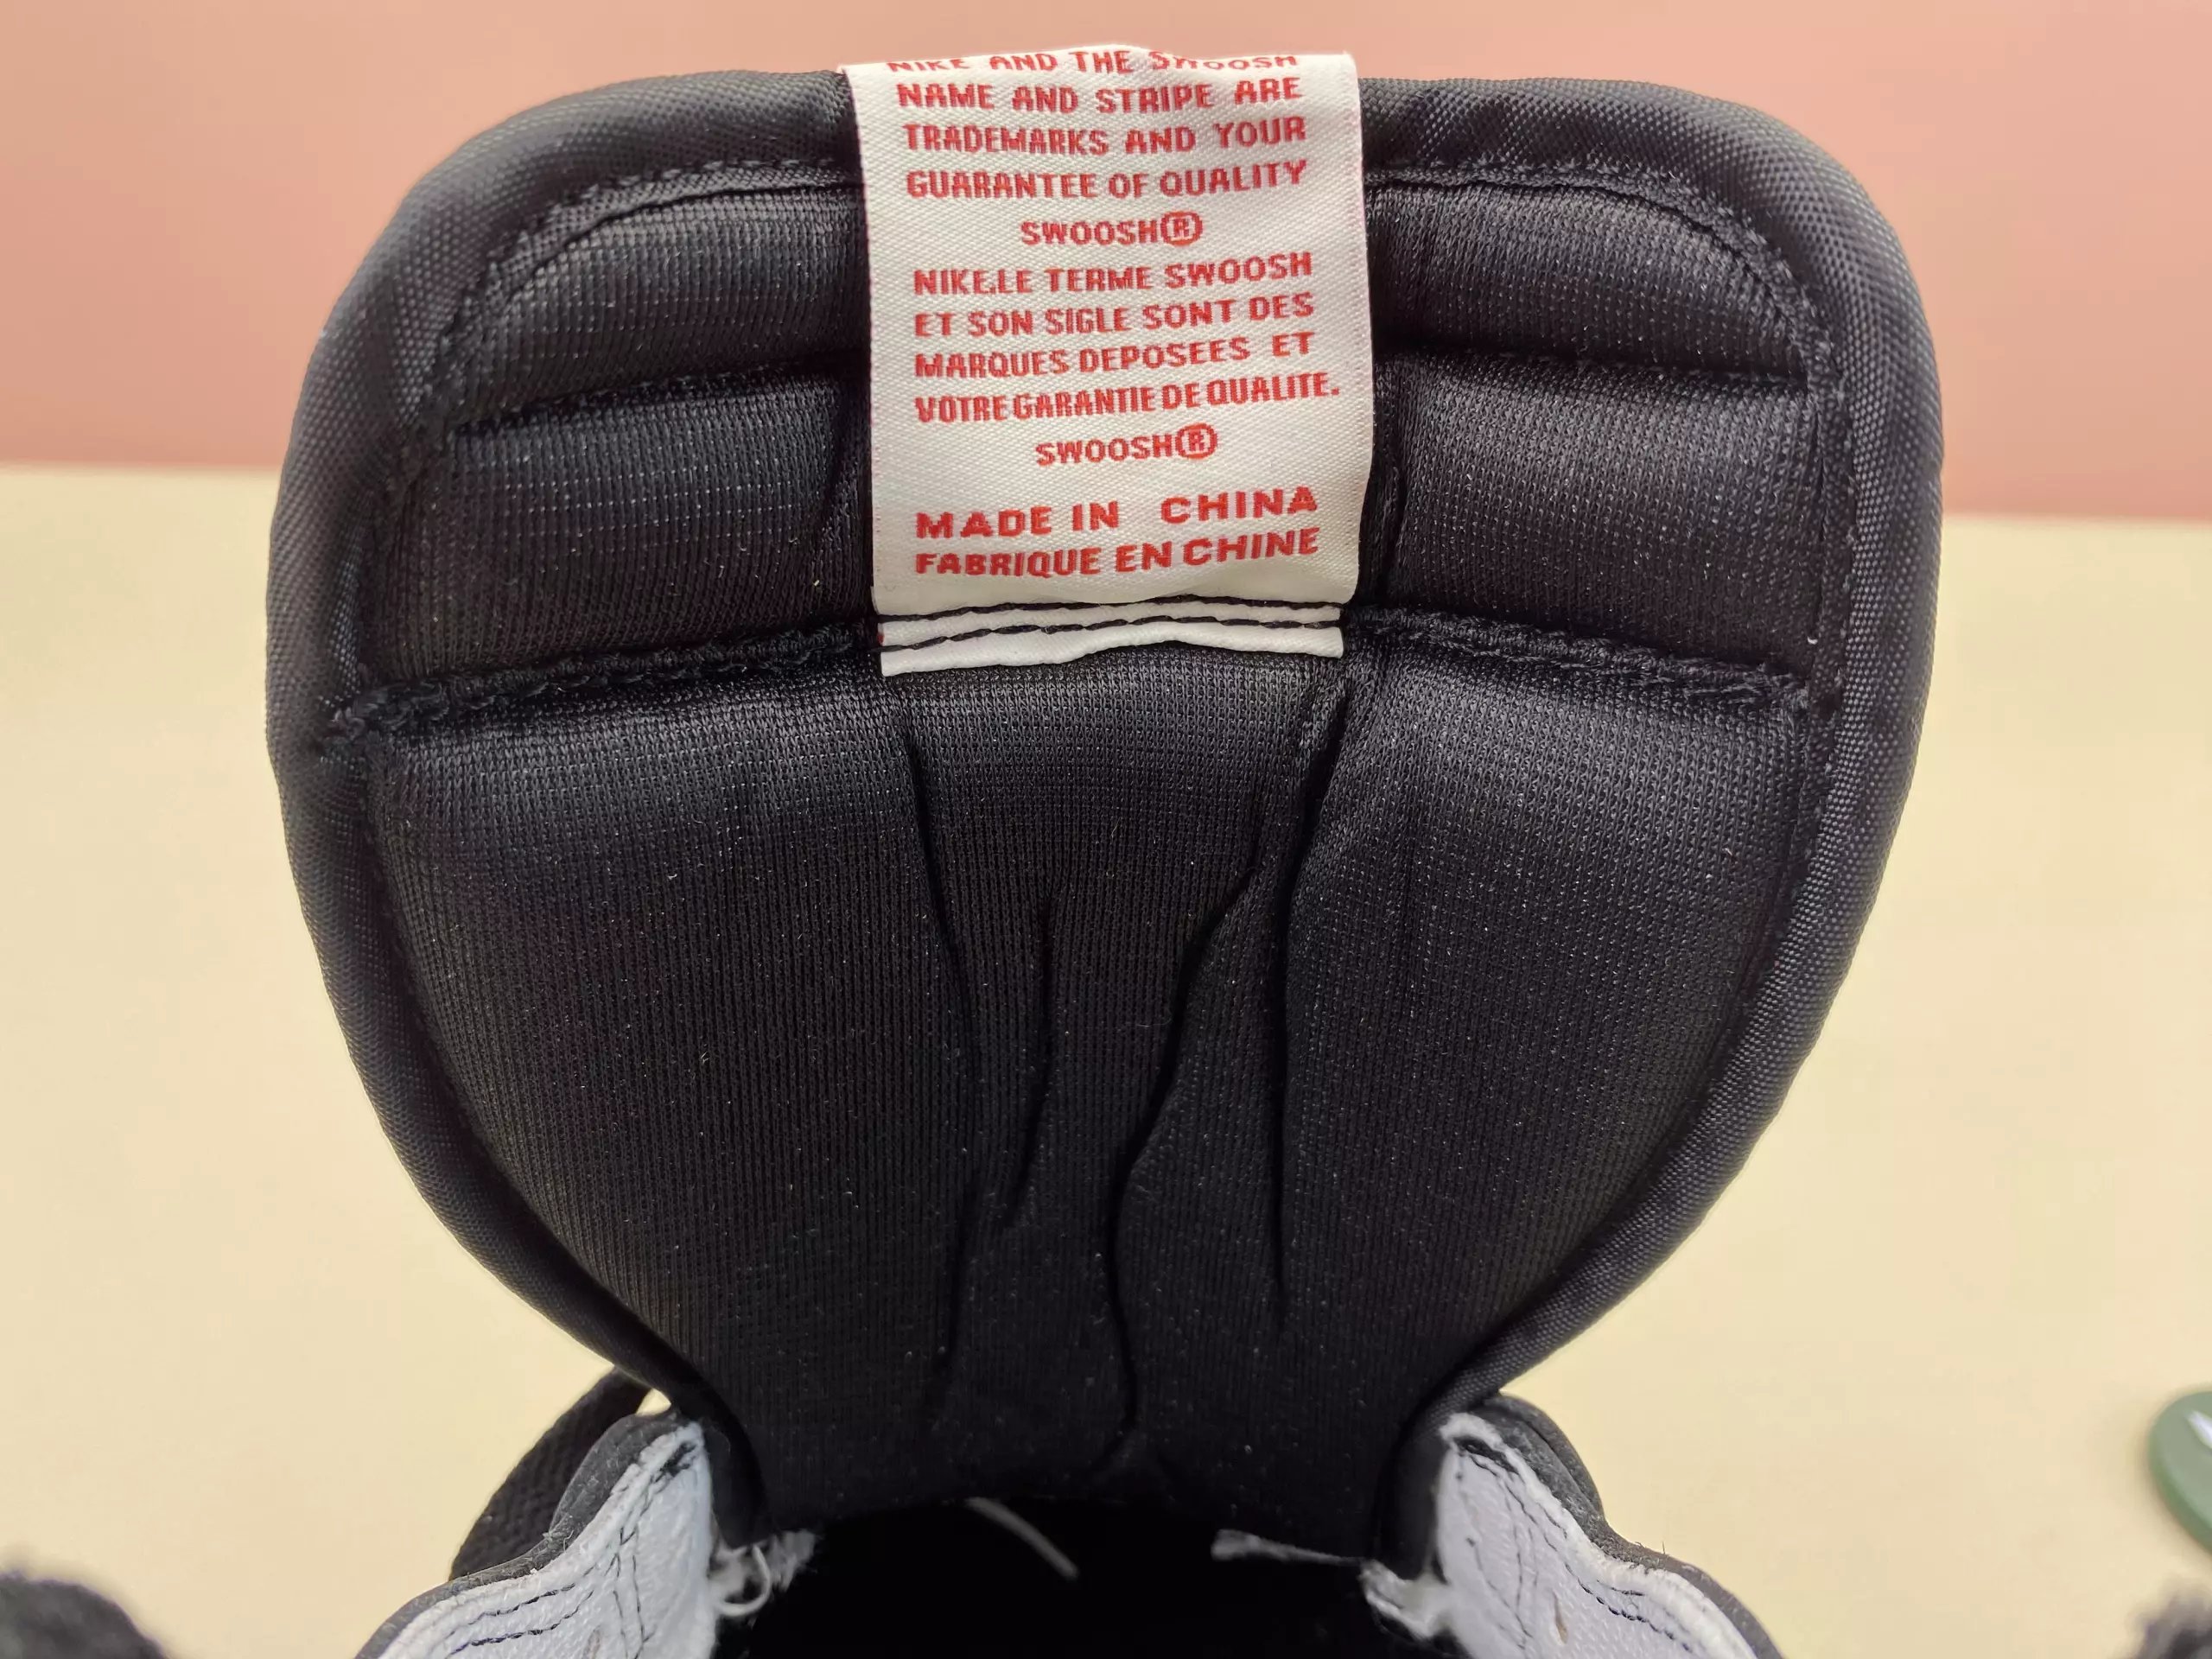 NIKE AND THE SWOOSH
NAME AND STRIPE ARE
TRADEMARKS AND YOUR
GUARANTEE OF QUALITY
SWOOSH®
NIKE,LE TERME SWOOSH
ET SON SIGLE SONT DES
MARQUES DEPOSEES ET
VOTRE GARANTIE DE QUALITE.
SWOOSH®
MADE IN CHINA
FABRIQUE EN CHINE